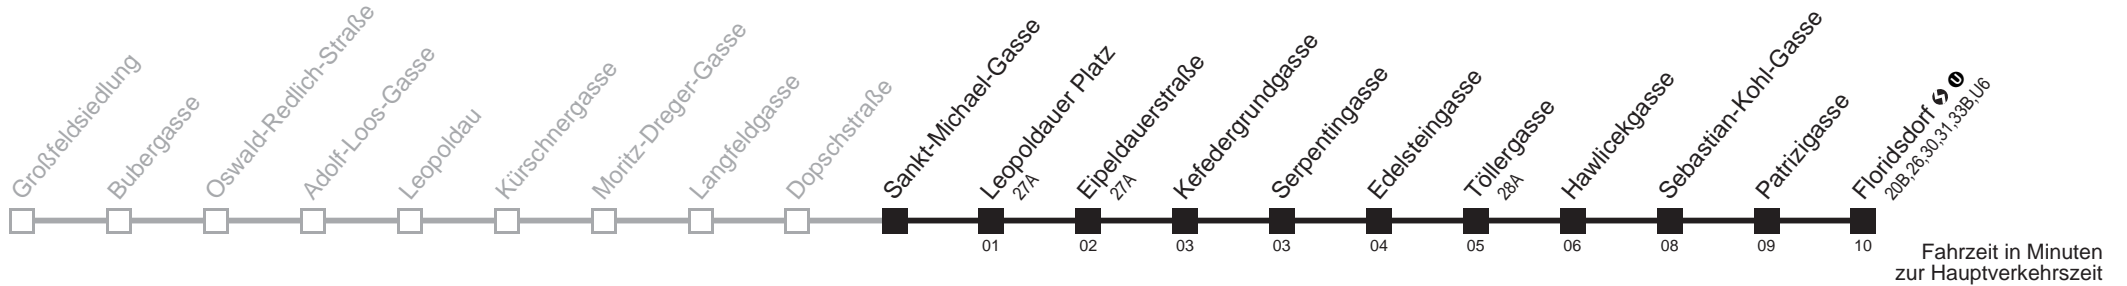 Großfeldsiedlung
Bubergasse
Oswald-Redlich-Straße
Adolf-Loos-Gasse
Leopoldau
Kürschnergasse
Moritz-Dreger-Gasse
Langfeldgasse
Dopschstraße
Sankt-Michael-Gasse
Leopoldauer Platz
27A
Eipeldauerstraße
27A
Kefedergrundgasse
Serpentingasse
Edelsteingasse
Töllergasse
28A
Hawlicekgasse
Sebastian-Kohl-Gasse
Patrizigasse
Floridsdorf S U
20B,26,30,31,33B,U6
01 02 03 03 04 05 06 08 09 10
Fahrzeit in Minuten
zur Hauptverkehrszeit